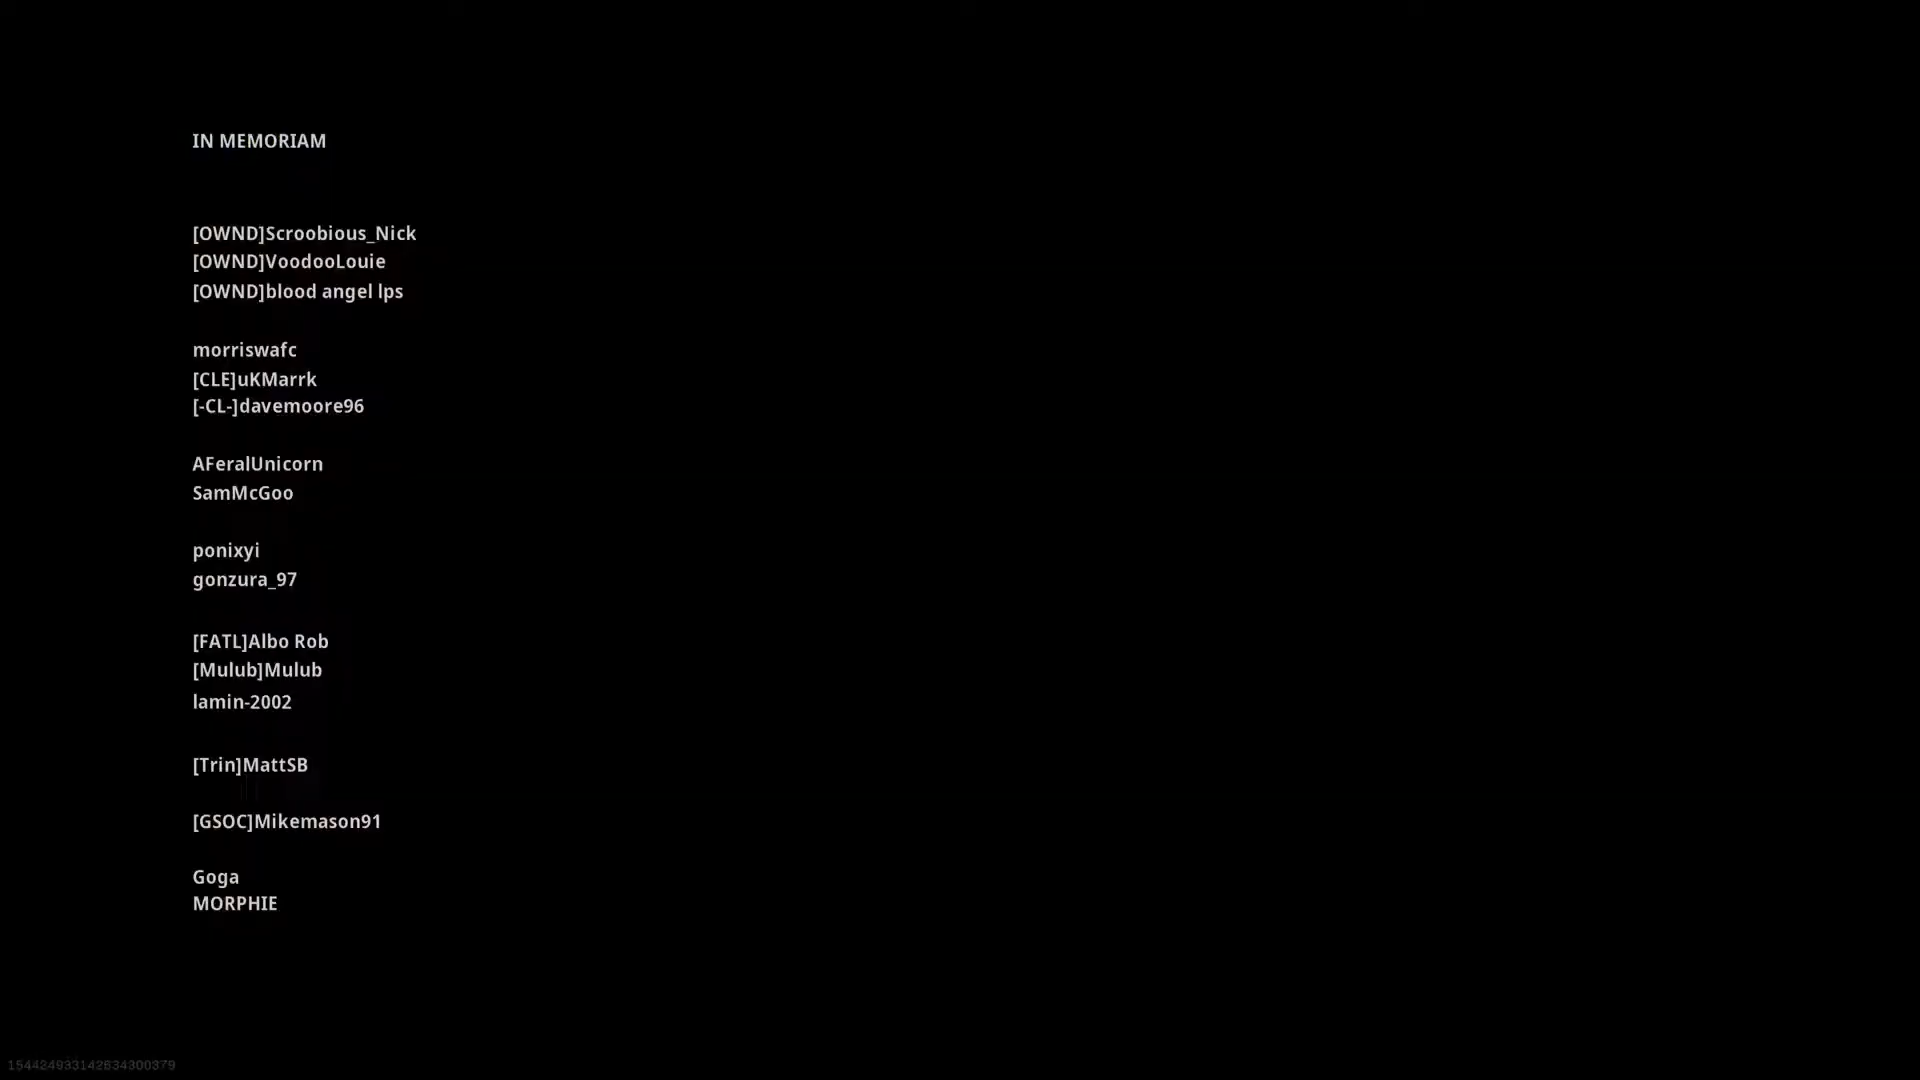 IN MEMORIAM
[OWND]Scroobious_Nick
[OWND]VoodooLouie
[OWND]blood angel lps
morriswafc
[CLE]uKMarrk
[-CL-]davemoore96
AFeralUnicorn
SamMcGoo
ponixyi
gonzura_97
[FATL]Albo Rob
[Mulub]Mulub
lamin-2002
[Trin]MattSB
[GSOC]Mikemason91
Goga
MORPHIE